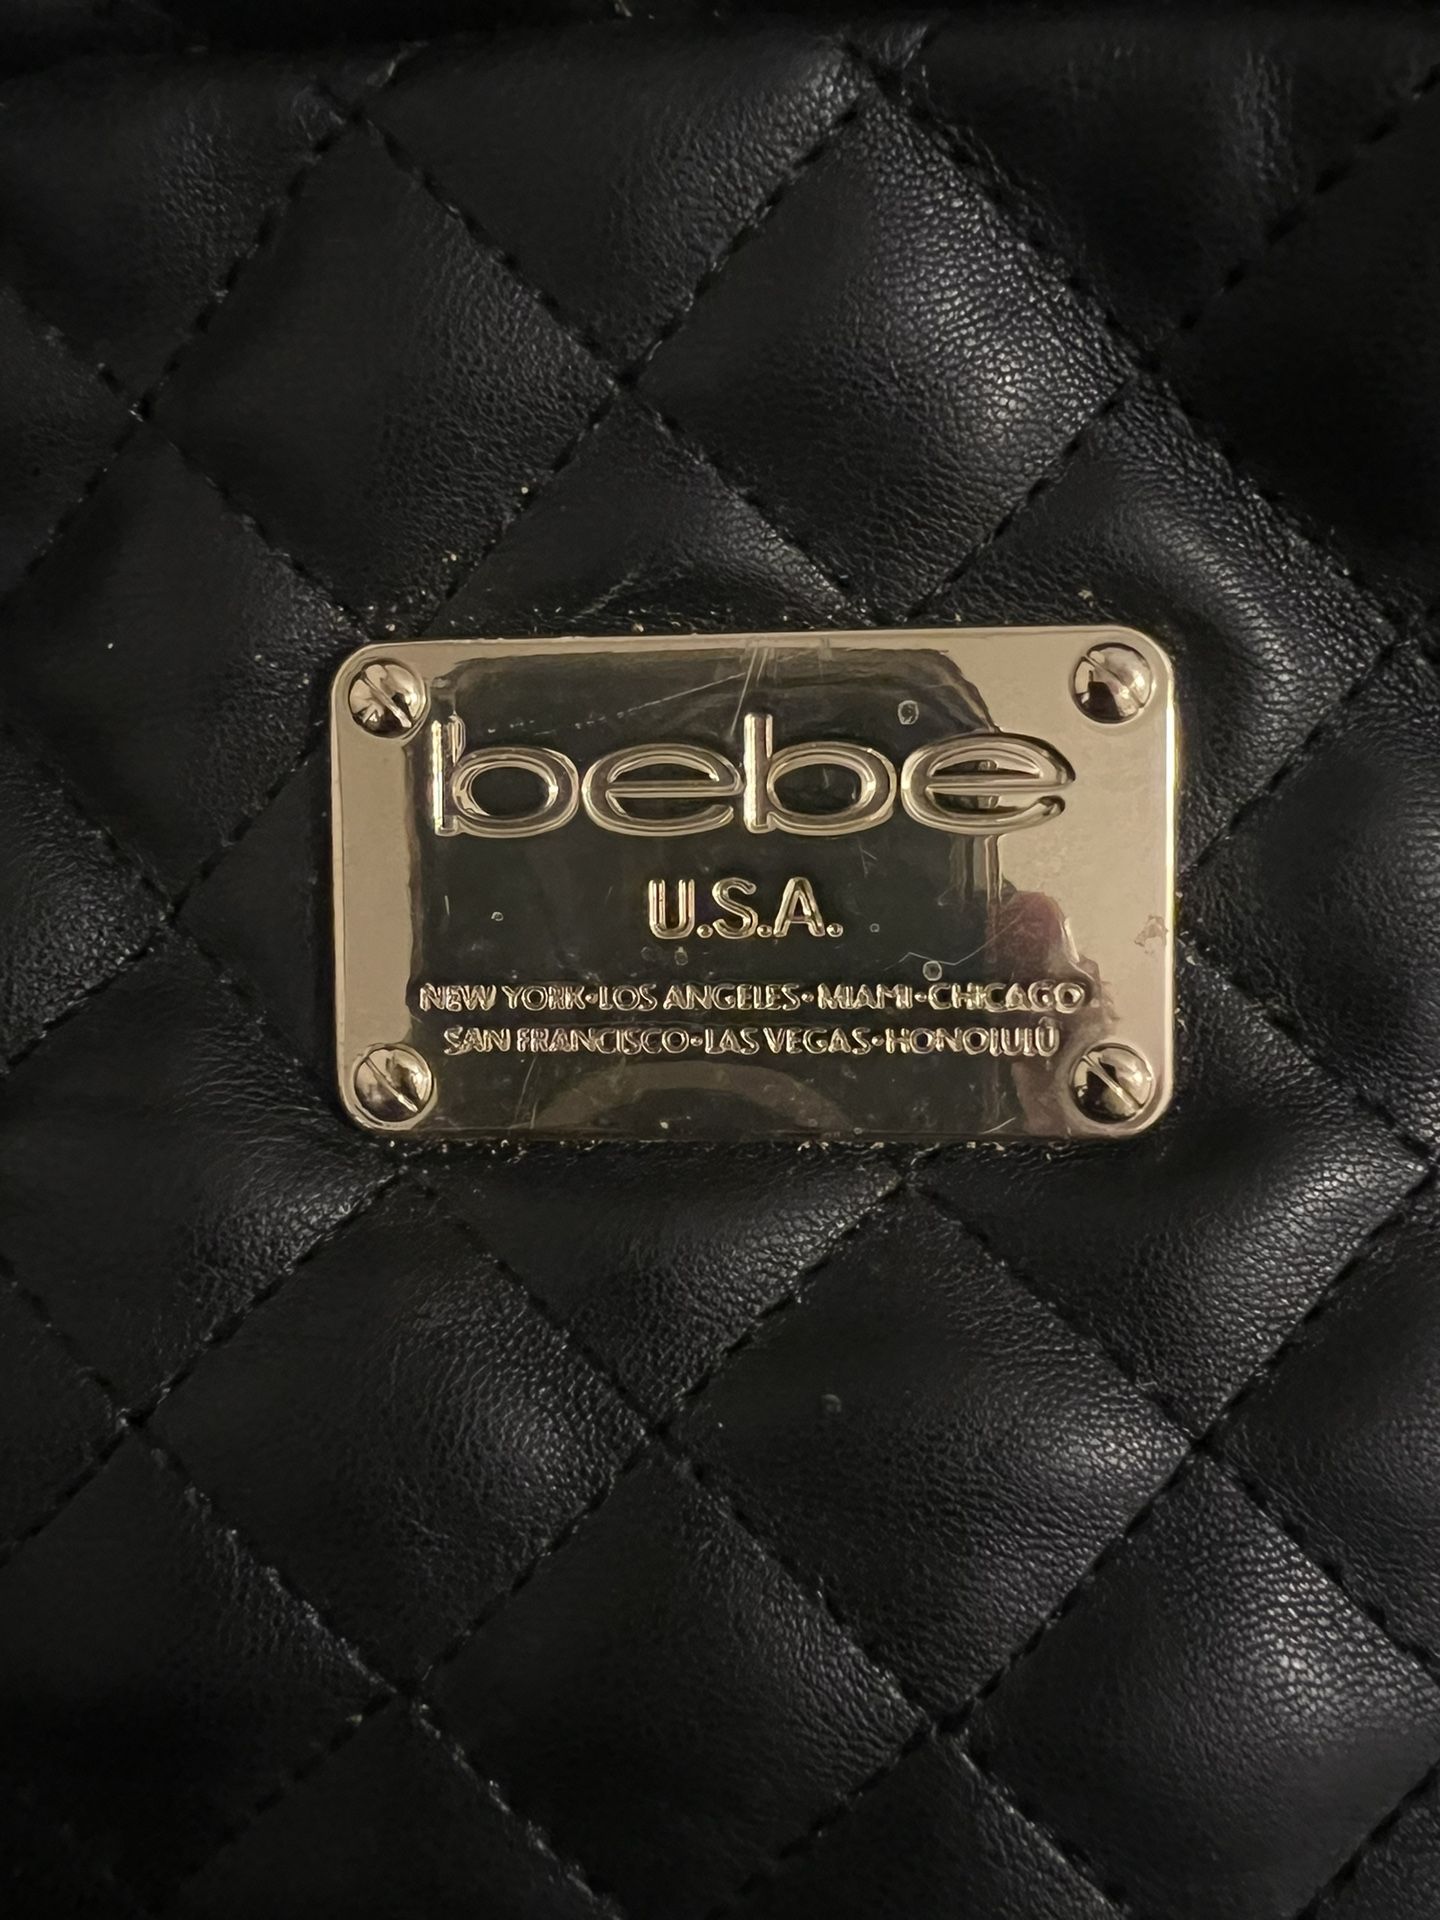 bebe
U.S.A.
NEW YORK•LOS ANGELES•MIAMI•CHICAGO
SAN FRANCISCO•LAS VEGAS•HONOLULU